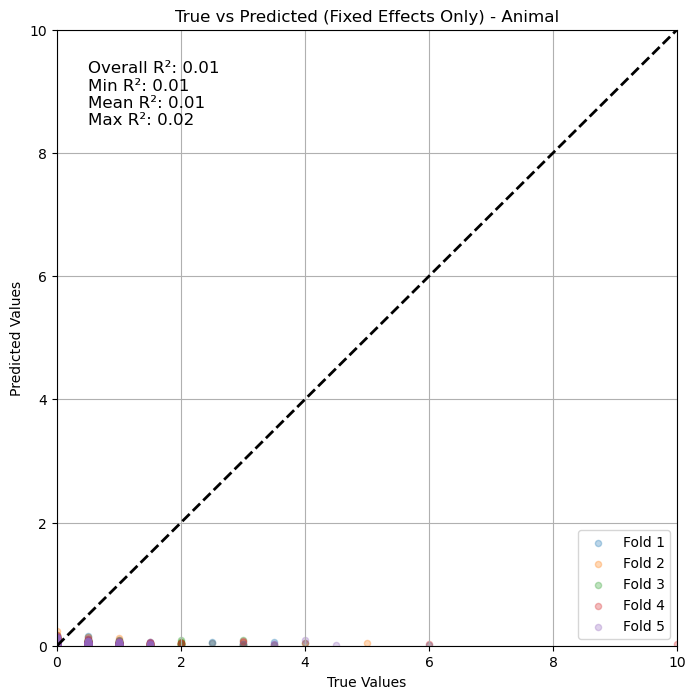 True vs Predicted (Fixed Effects Only) - Animal
Overall R²: 0.01
Min R²: 0.01
Mean R²: 0.01
Max R²: 0.02
10
8
6
4
2
0
Predicted Values
Fold 1
Fold 2
Fold 3
Fold 4
Fold 5
0 2 4 6 8 10
True Values